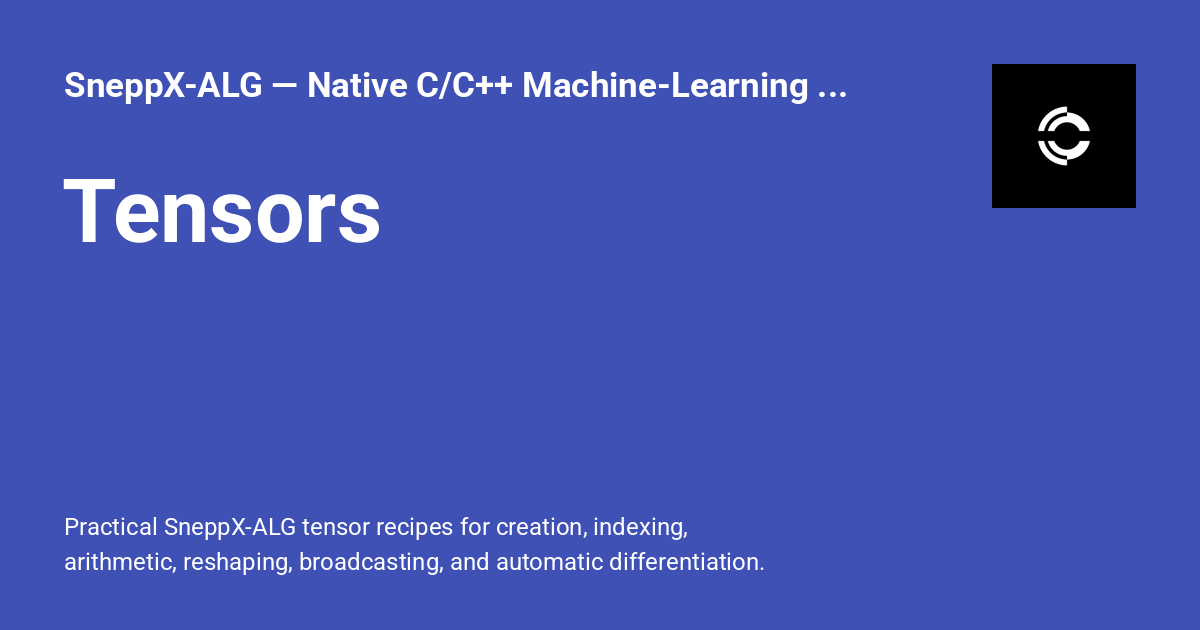 SneppX-ALG — Native C/C++ Machine-Learning ...
Tensors
Practical SneppX-ALG tensor recipes for creation, indexing,
arithmetic, reshaping, broadcasting, and automatic differentiation.